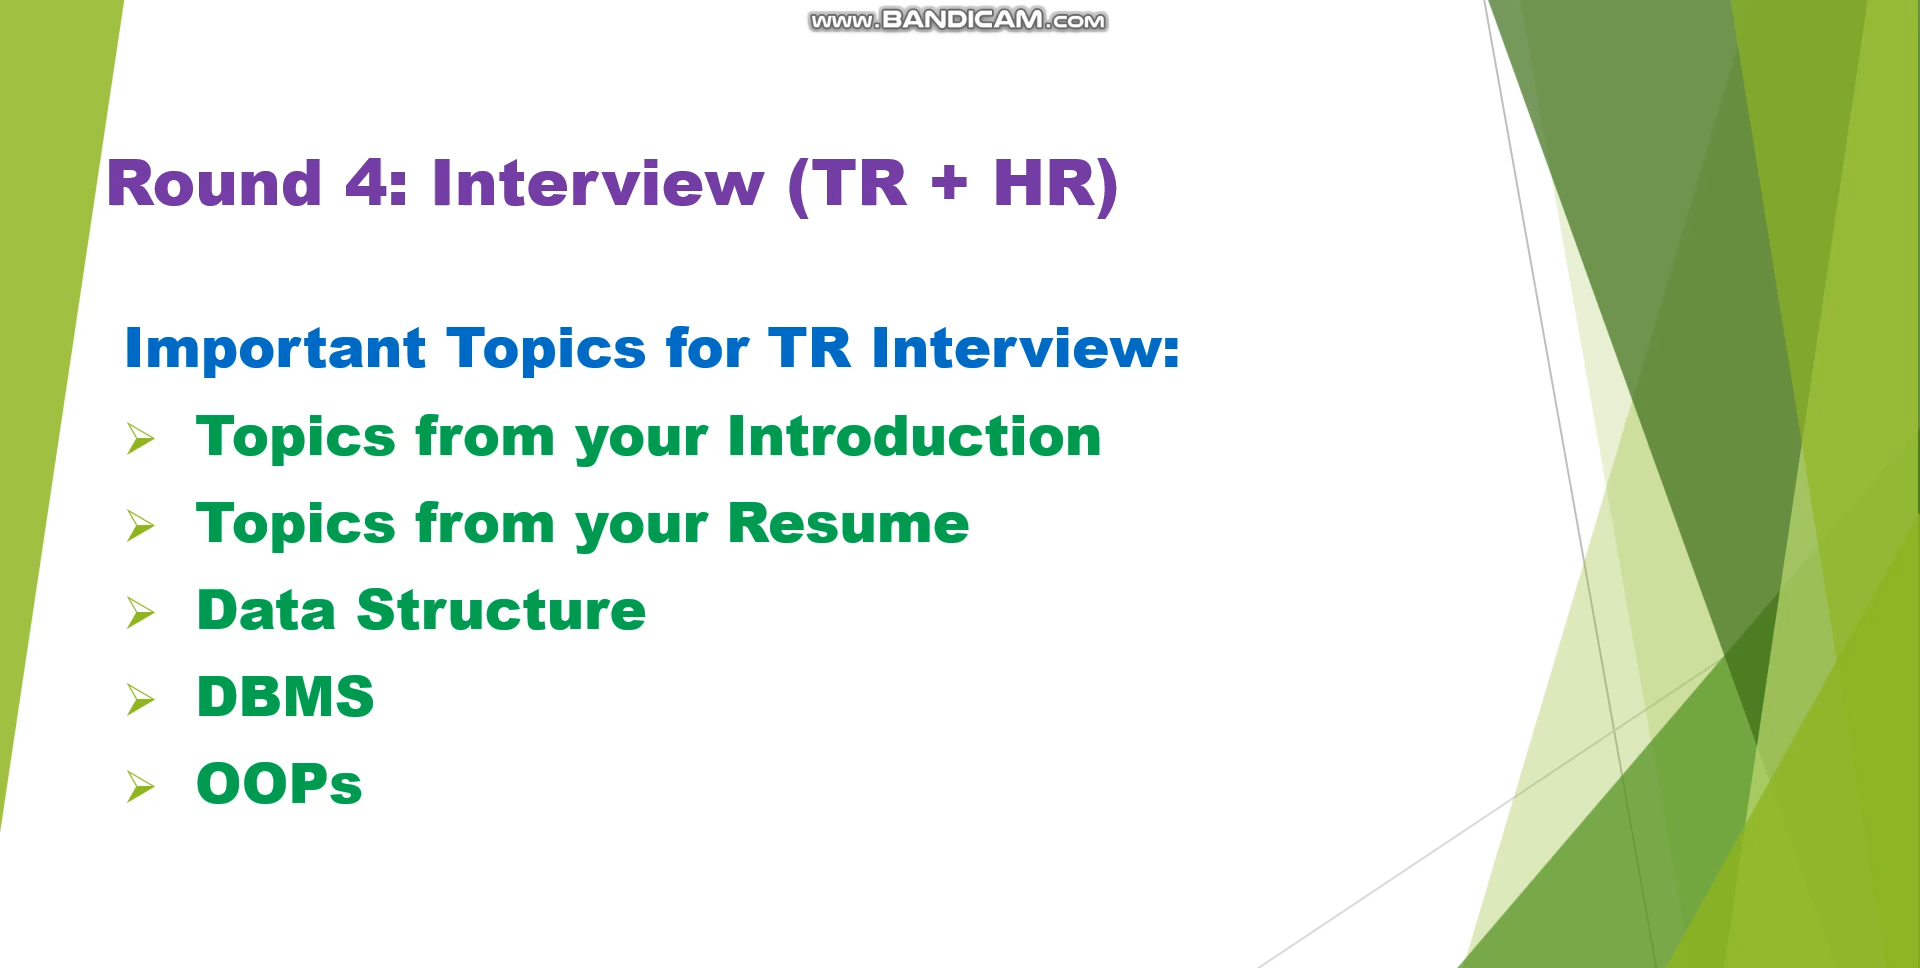 www.BANDICAM.com
Round 4: Interview (TR + HR)
Important Topics for TR Interview:
Topics from your Introduction
Topics from your Resume
Data Structure
DBMS
OOPs